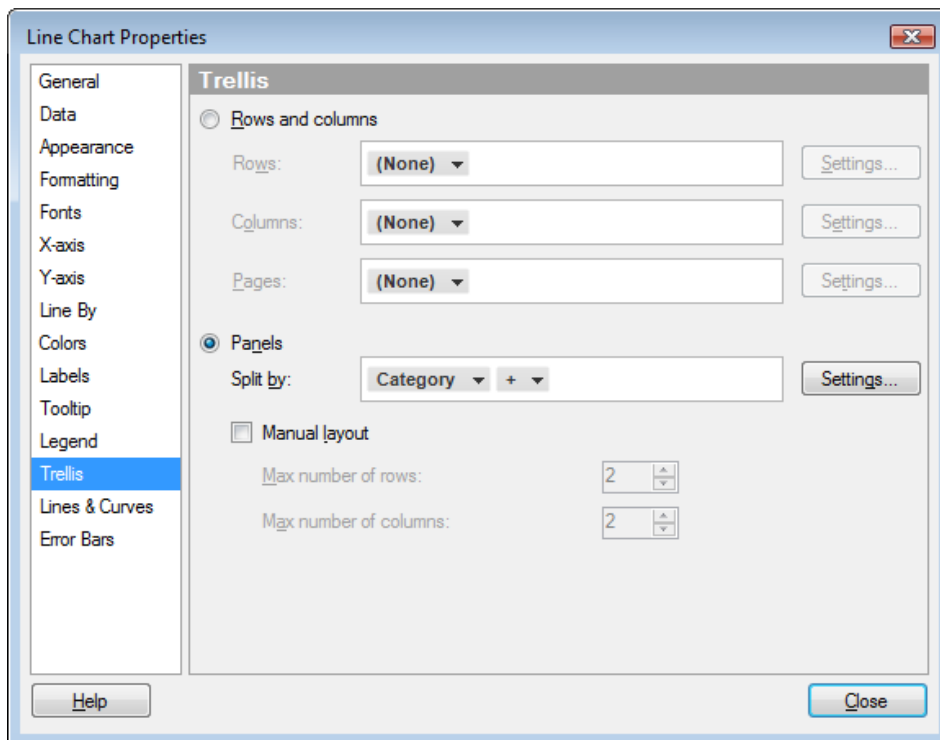 Line Chart Properties
General
Data
Appearance
Formatting
Fonts
X-axis
Y-axis
Line By
Colors
Labels
Tooltip
Legend
Trellis
Lines & Curves
Error Bars
Trellis
Rows and columns
Rows: (None) Settings...
Columns: (None) Settings...
Pages: (None) Settings...
Panels
Split by: Category + Settings...
Manual layout
Max number of rows: 2
Max number of columns: 2
Help
Close